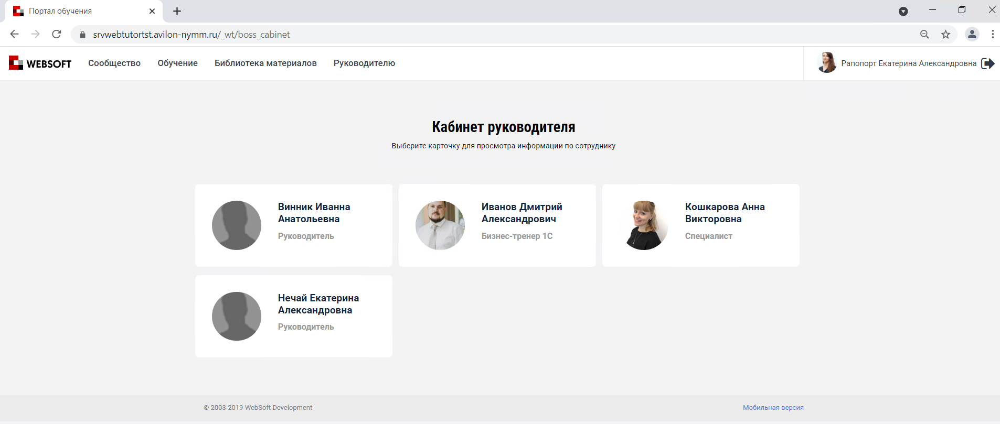 Портал обучения
srvwebtutortst.avilon-nymm.ru/_wt/boss_cabinet
WEBSOFT Сообщество Обучение Библиотека материалов Руководителю Рапопорт Екатерина Александровна
Кабинет руководителя
Выберите карточку для просмотра информации по сотруднику
Винник Иванна
Анатольевна
Руководитель
Иванов Дмитрий
Александрович
Бизнес-тренер 1С
Кошкарова Анна
Викторовна
Специалист
Нечай Екатерина
Александровна
Руководитель
© 2003-2019 WebSoft Development Мобильная версия